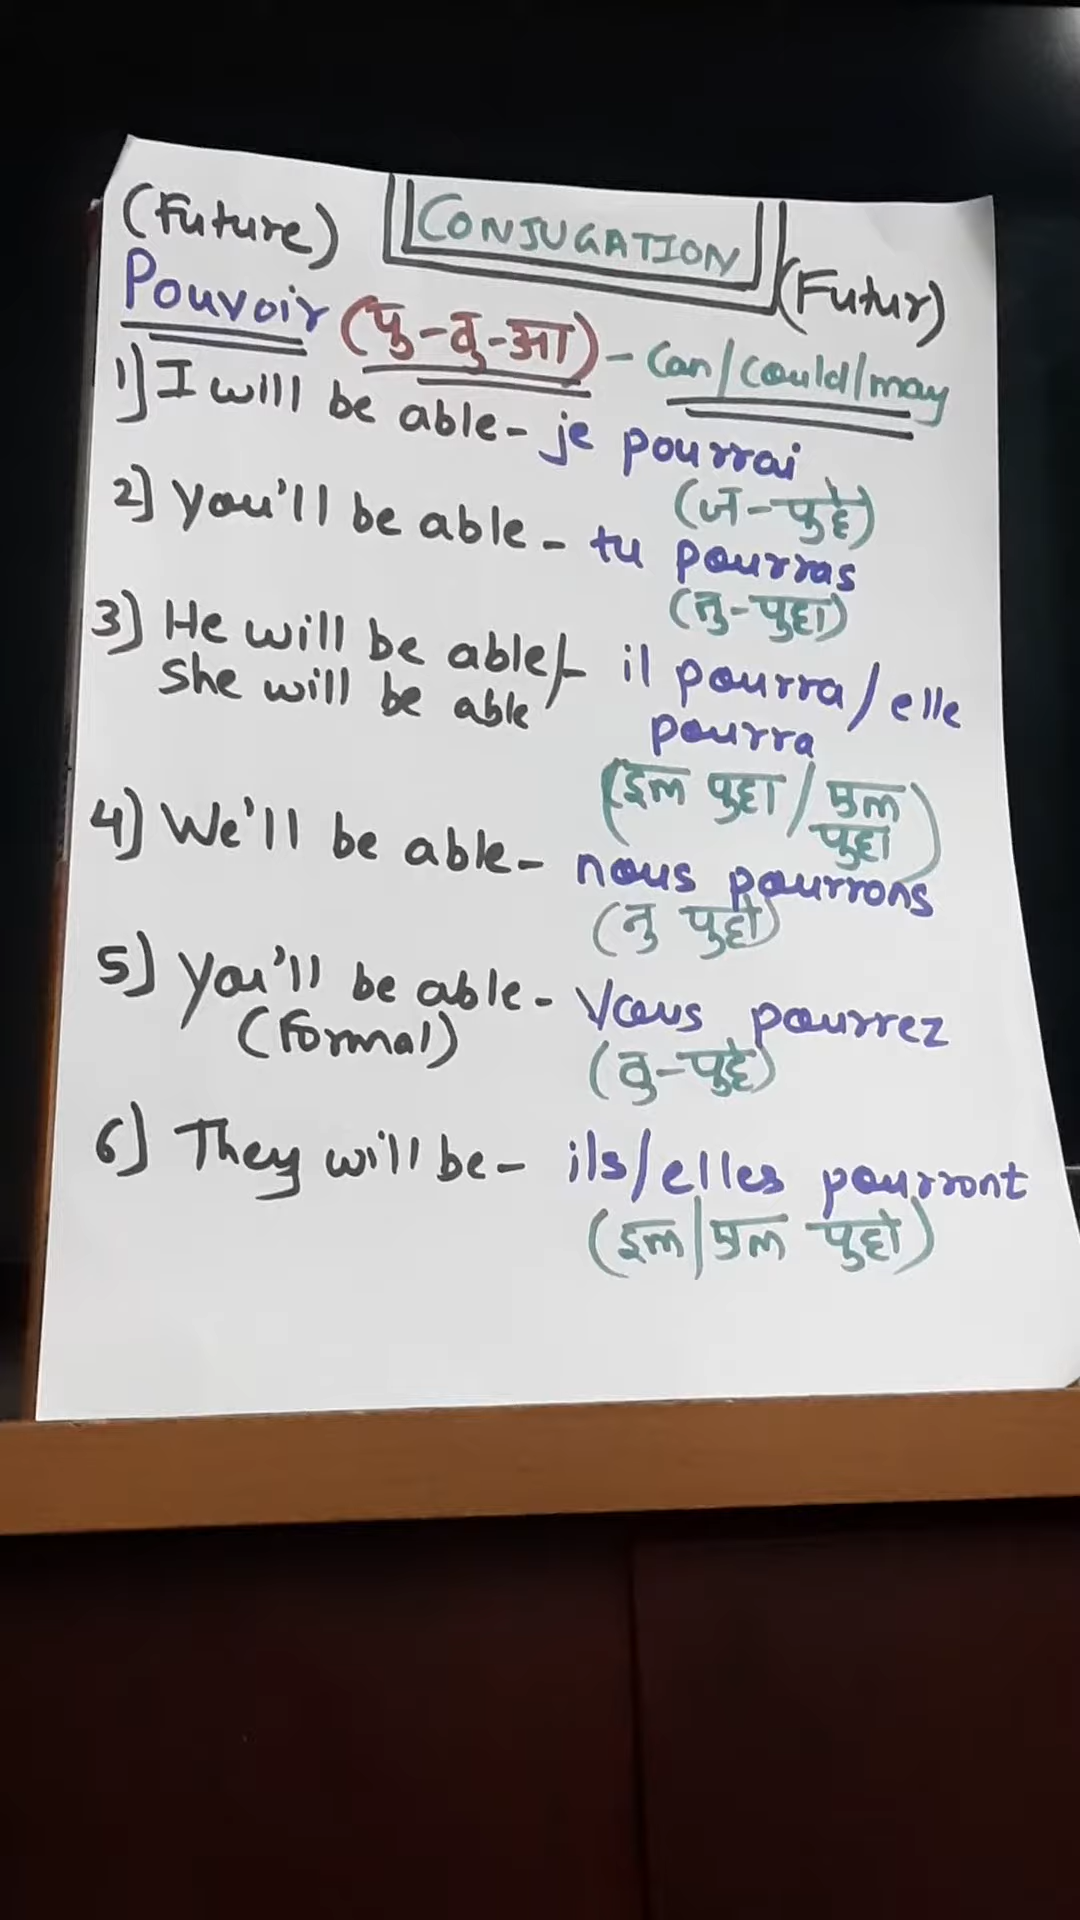 (Future) CONJUGATION (Futur)
Pouvoir (पु-वु-आ) - Can/could/may
1) I will be able - je pourrai
(ज-पुहे)
2) You'll be able - tu pourras
(तु-पुहा)
3) He will be able/- il pourra/elle
She will be able pourra
(इल पुहा/एल
पुहा)
4) We'll be able - nous pourrons
(नु पुहो)
5) You'll be able - Vous pourrez
(Formal) (वु-पुहे)
6) They will be - ils/elles pourront
(इल/एल पुहो)